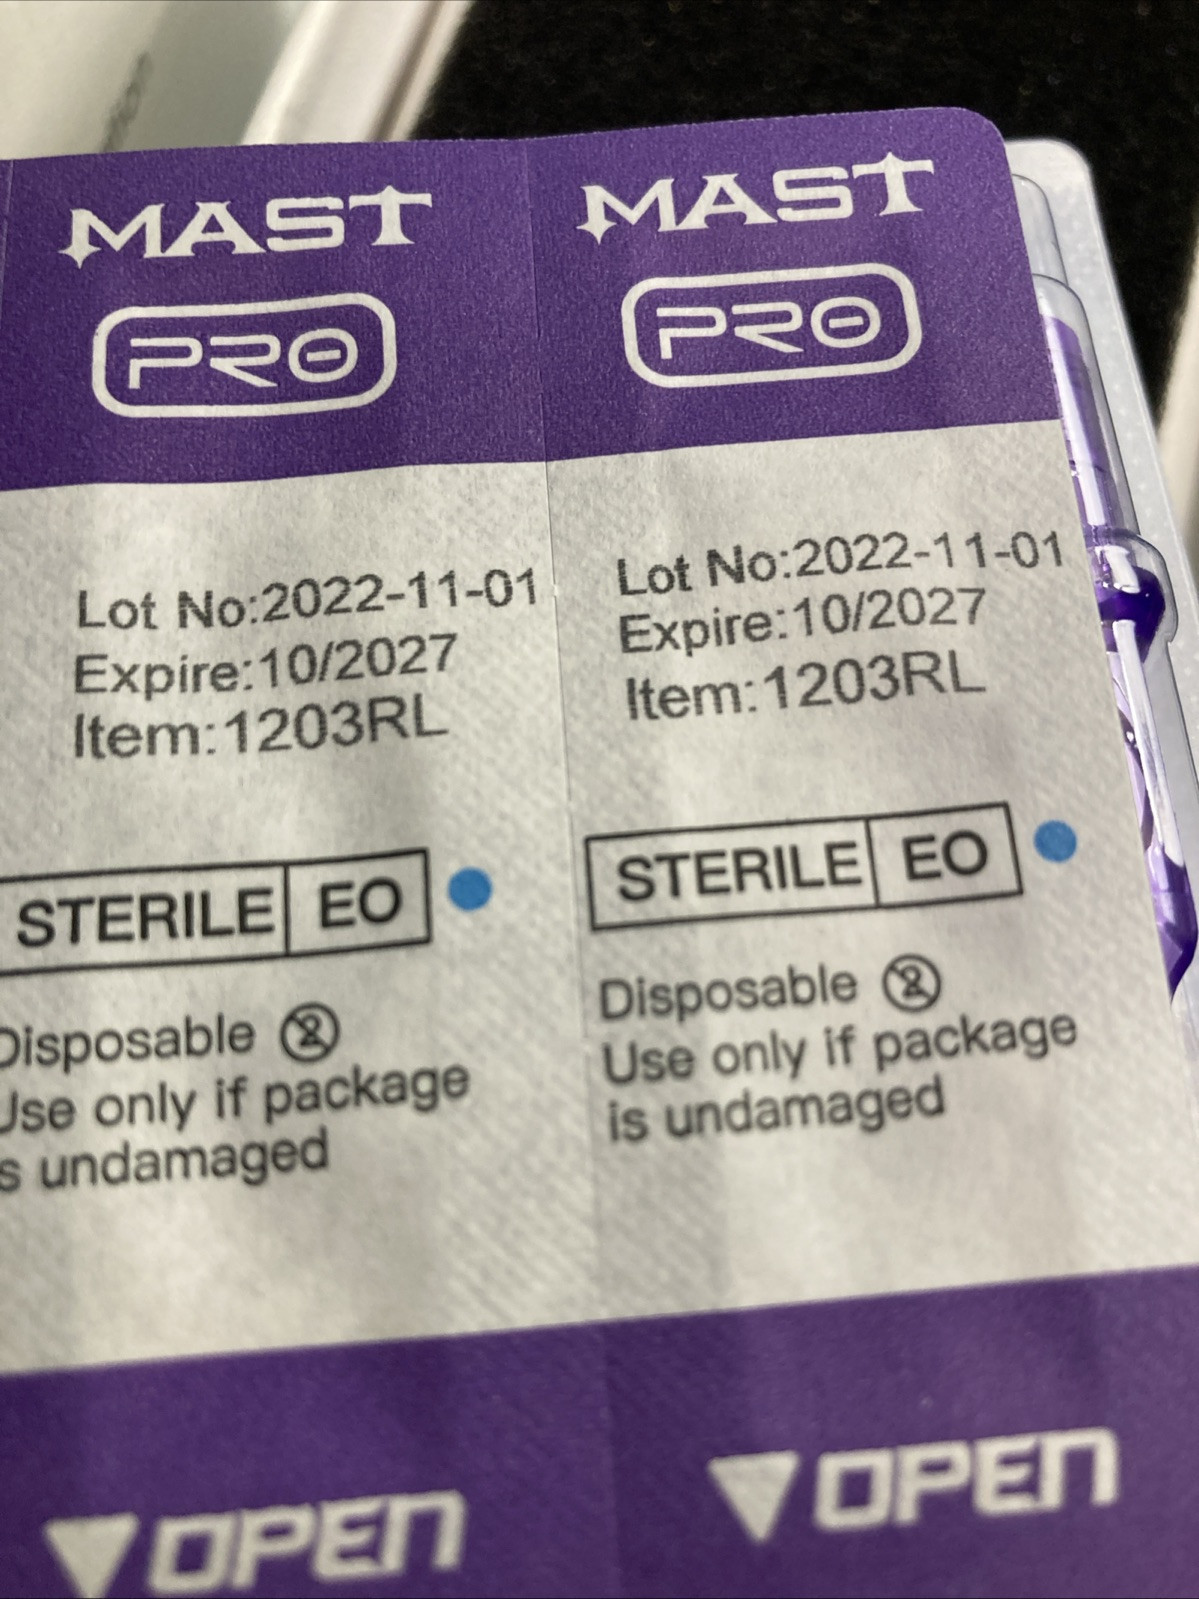 MAST
PRO
Lot No:2022-11-01
Expire:10/2027
Item:1203RL
STERILE EO
Disposable
Use only if package
is undamaged
OPEN
MAST
PRO
Lot No:2022-11-01
Expire:10/2027
Item:1203RL
STERILE EO
Disposable 2
Use only if package
is undamaged
OPEN